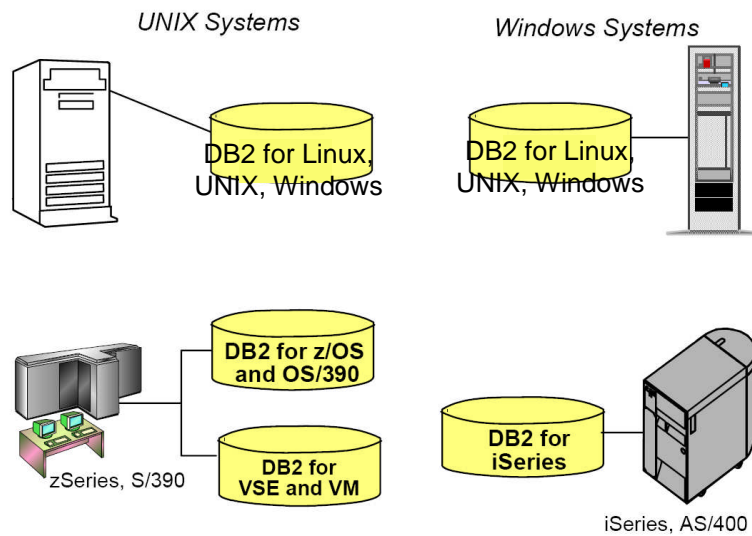 UNIX Systems
Windows Systems
DB2 for Linux,
UNIX, Windows
DB2 for Linux,
UNIX, Windows
DB2 for z/OS
and OS/390
DB2 for
VSE and VM
zSeries, S/390
DB2 for
iSeries
iSeries, AS/400